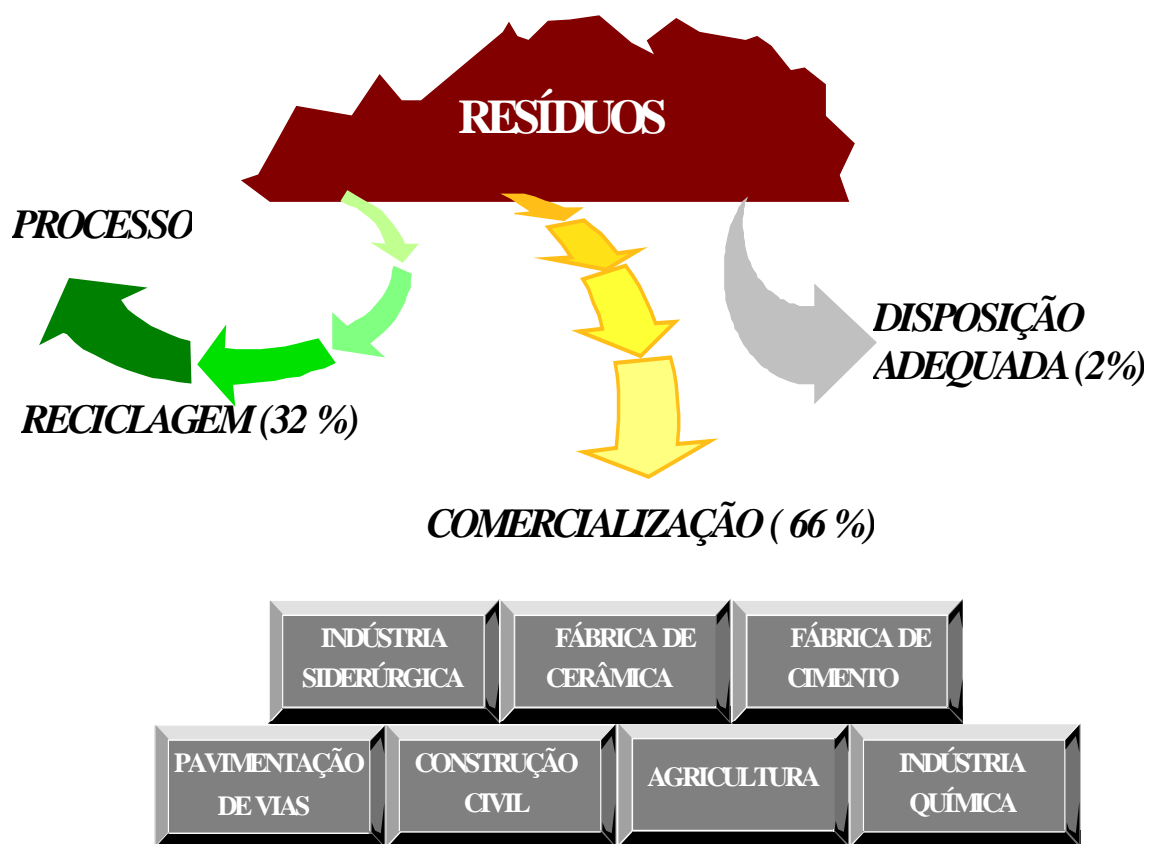 RESÍDUOS
PROCESSO
RECICLAGEM (32 %)
DISPOSIÇÃO
ADEQUADA (2%)
COMERCIALIZAÇÃO ( 66 %)
INDÚSTRIA
SIDERÚRGICA
FÁBRICA DE
CERÂMICA
FÁBRICA DE
CIMENTO
PAVIMENTAÇÃO
DE VIAS
CONSTRUÇÃO
CIVIL
AGRICULTURA
INDÚSTRIA
QUÍMICA